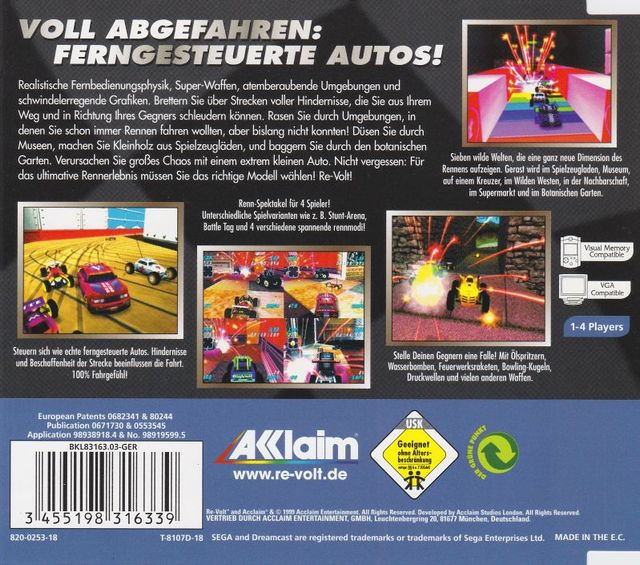 VOLL ABGEFAHREN:
FERNGESTEUERTE AUTOS!
Realistische Fernbedienungsphysik, Super-Waffen, atemberaubende Umgebungen und
schwindelerregende Grafiken. Brettern Sie über Strecken voller Hindernisse, die Sie aus Ihrem
Weg und in Richtung Ihres Gegners schleudern können. Rasen Sie durch Umgebungen, in
denen Sie schon immer Rennen fahren wollten, aber bislang nicht konnten! Düsen Sie durch
Museen, machen Sie Kleinholz aus Spielzeugläden, und baggern Sie durch den botanischen
Garten. Verursachen Sie großes Chaos mit einem extrem kleinen Auto. Nicht vergessen: Für
das ultimative Rennerlebnis müssen Sie das richtige Modell wählen! Re-Volt!
Sieben wilde Welten, die eine ganz neue Dimension des
Rennens aufzeigen. Gerast wird im Spielzeugladen, Museum,
auf einem Kreuzer, im Wilden Westen, in der Nachbarschaft,
im Supermarkt und im Botanischen Garten.
Renn-Spektakel für 4 Spieler!
Unterschiedliche Spielvarianten wie z. B. Stunt-Arena,
Battle Tag und 4 verschiedene spannende rennmodi!
Visual Memory
Compatible
VGA
Compatible
1-4 Players
Steuern sich wie echte ferngesteuerte Autos. Hindernisse
und Beschaffenheit der Strecke beeinflussen die Fahrt.
100% Fahrgefühl!
Stelle Deinen Gegnern eine Falle! Mit Ölspritzern,
Wasserbomben, Feuerwerksraketen, Bowling-Kugeln,
Druckwellen und vielen anderen Waffen.
European Patents 0682341 & 80244
Publication 0671730 & 0553545
Application 98938918.4 & No. 98919599.5
BKL83163.03-GER
3 455198 316339
820-0253-18
AKKlaim
www.re-volt.de
USK
Geeignet
ohne Alters-
beschränkung
DER GRÜNE PUNKT
Re-Volt™ and Acclaim® & © 1999 Acclaim Entertainment. All Rights Reserved. Developed by Acclaim Studios London. All Rights Reserved.
VERTRIEB DURCH ACCLAIM ENTERTAINMENT, GMBH, Leuchtenbergring 20, 81677 München, Deutschland.
T-8107D-18
SEGA and Dreamcast are registered trademarks or trademarks of Sega Enterprises Ltd.
MADE IN THE E.C.